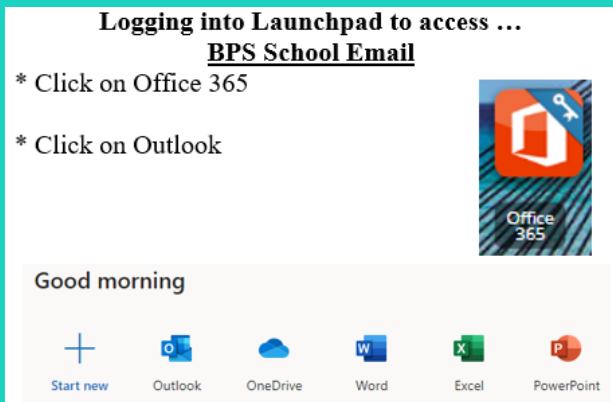 Logging into Launchpad to access …
BPS School Email
* Click on Office 365
* Click on Outlook
Office
365
Good morning
Start new Outlook OneDrive Word Excel PowerPoint